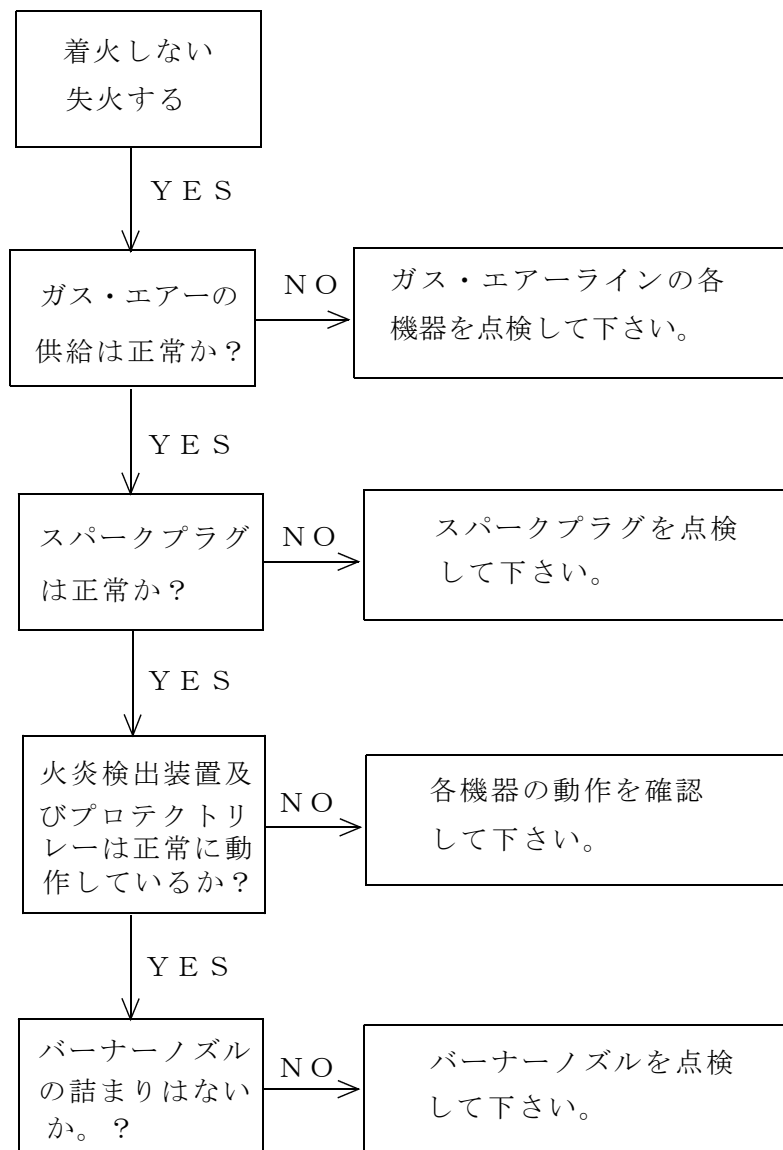 着火しない
失火する
ＹＥＳ
ガス・エアーの
供給は正常か？
ＮＯ
ガス・エアーラインの各
機器を点検して下さい。
ＹＥＳ
スパークプラグ
は正常か？
ＮＯ
スパークプラグを点検
して下さい。
ＹＥＳ
火炎検出装置及
びプロテクトリ
レーは正常に動
作しているか？
ＮＯ
各機器の動作を確認
して下さい。
ＹＥＳ
バーナーノズル
の詰まりはない
か。？
ＮＯ
バーナーノズルを点検
して下さい。